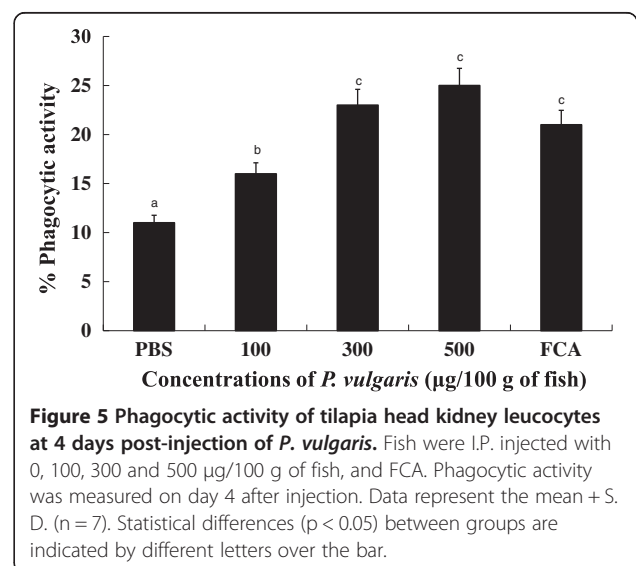 30
25
20
15
10
5
0
% Phagocytic activity
a
b
c
c
c
PBS 100 300 500 FCA
Concentrations of P. vulgaris (µg/100 g of fish)
Figure 5 Phagocytic activity of tilapia head kidney leucocytes
at 4 days post-injection of P. vulgaris. Fish were I.P. injected with
0, 100, 300 and 500 µg/100 g of fish, and FCA. Phagocytic activity
was measured on day 4 after injection. Data represent the mean + S.
D. (n = 7). Statistical differences (p < 0.05) between groups are
indicated by different letters over the bar.